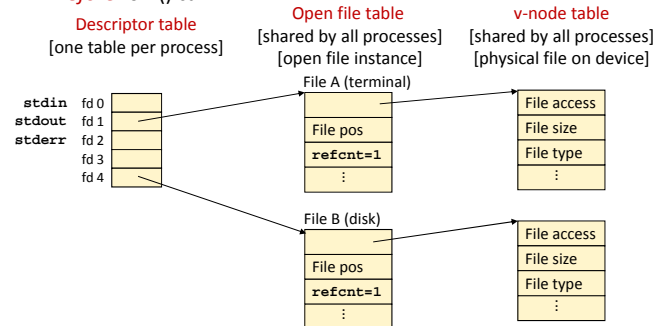 Descriptor table
[one table per process]
Open file table
[shared by all processes]
[open file instance]
v-node table
[shared by all processes]
[physical file on device]
stdin fd 0
stdout fd 1
stderr fd 2
fd 3
fd 4
File A (terminal)
File pos
refcnt=1
⋮
File access
File size
File type
⋮
File B (disk)
File pos
refcnt=1
⋮
File access
File size
File type
⋮